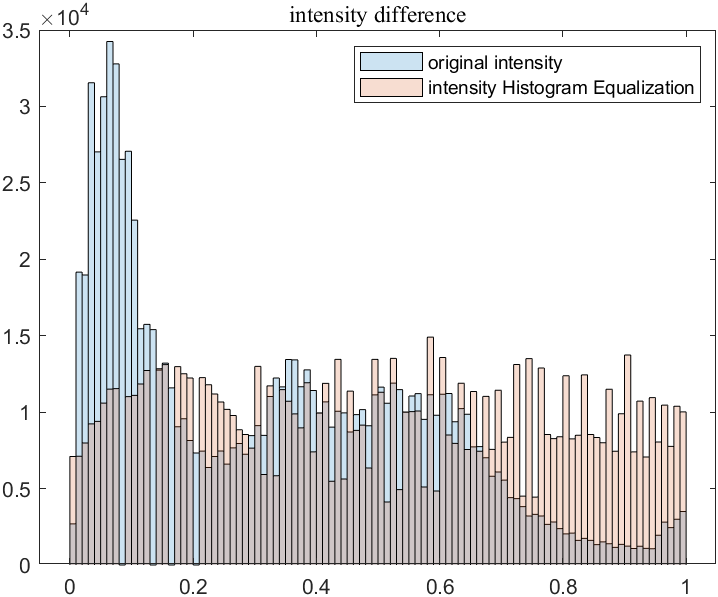 intensity difference
×10⁴
original intensity
intensity Histogram Equalization
3.5
3
2.5
2
1.5
1
0.5
0
0 0.2 0.4 0.6 0.8 1